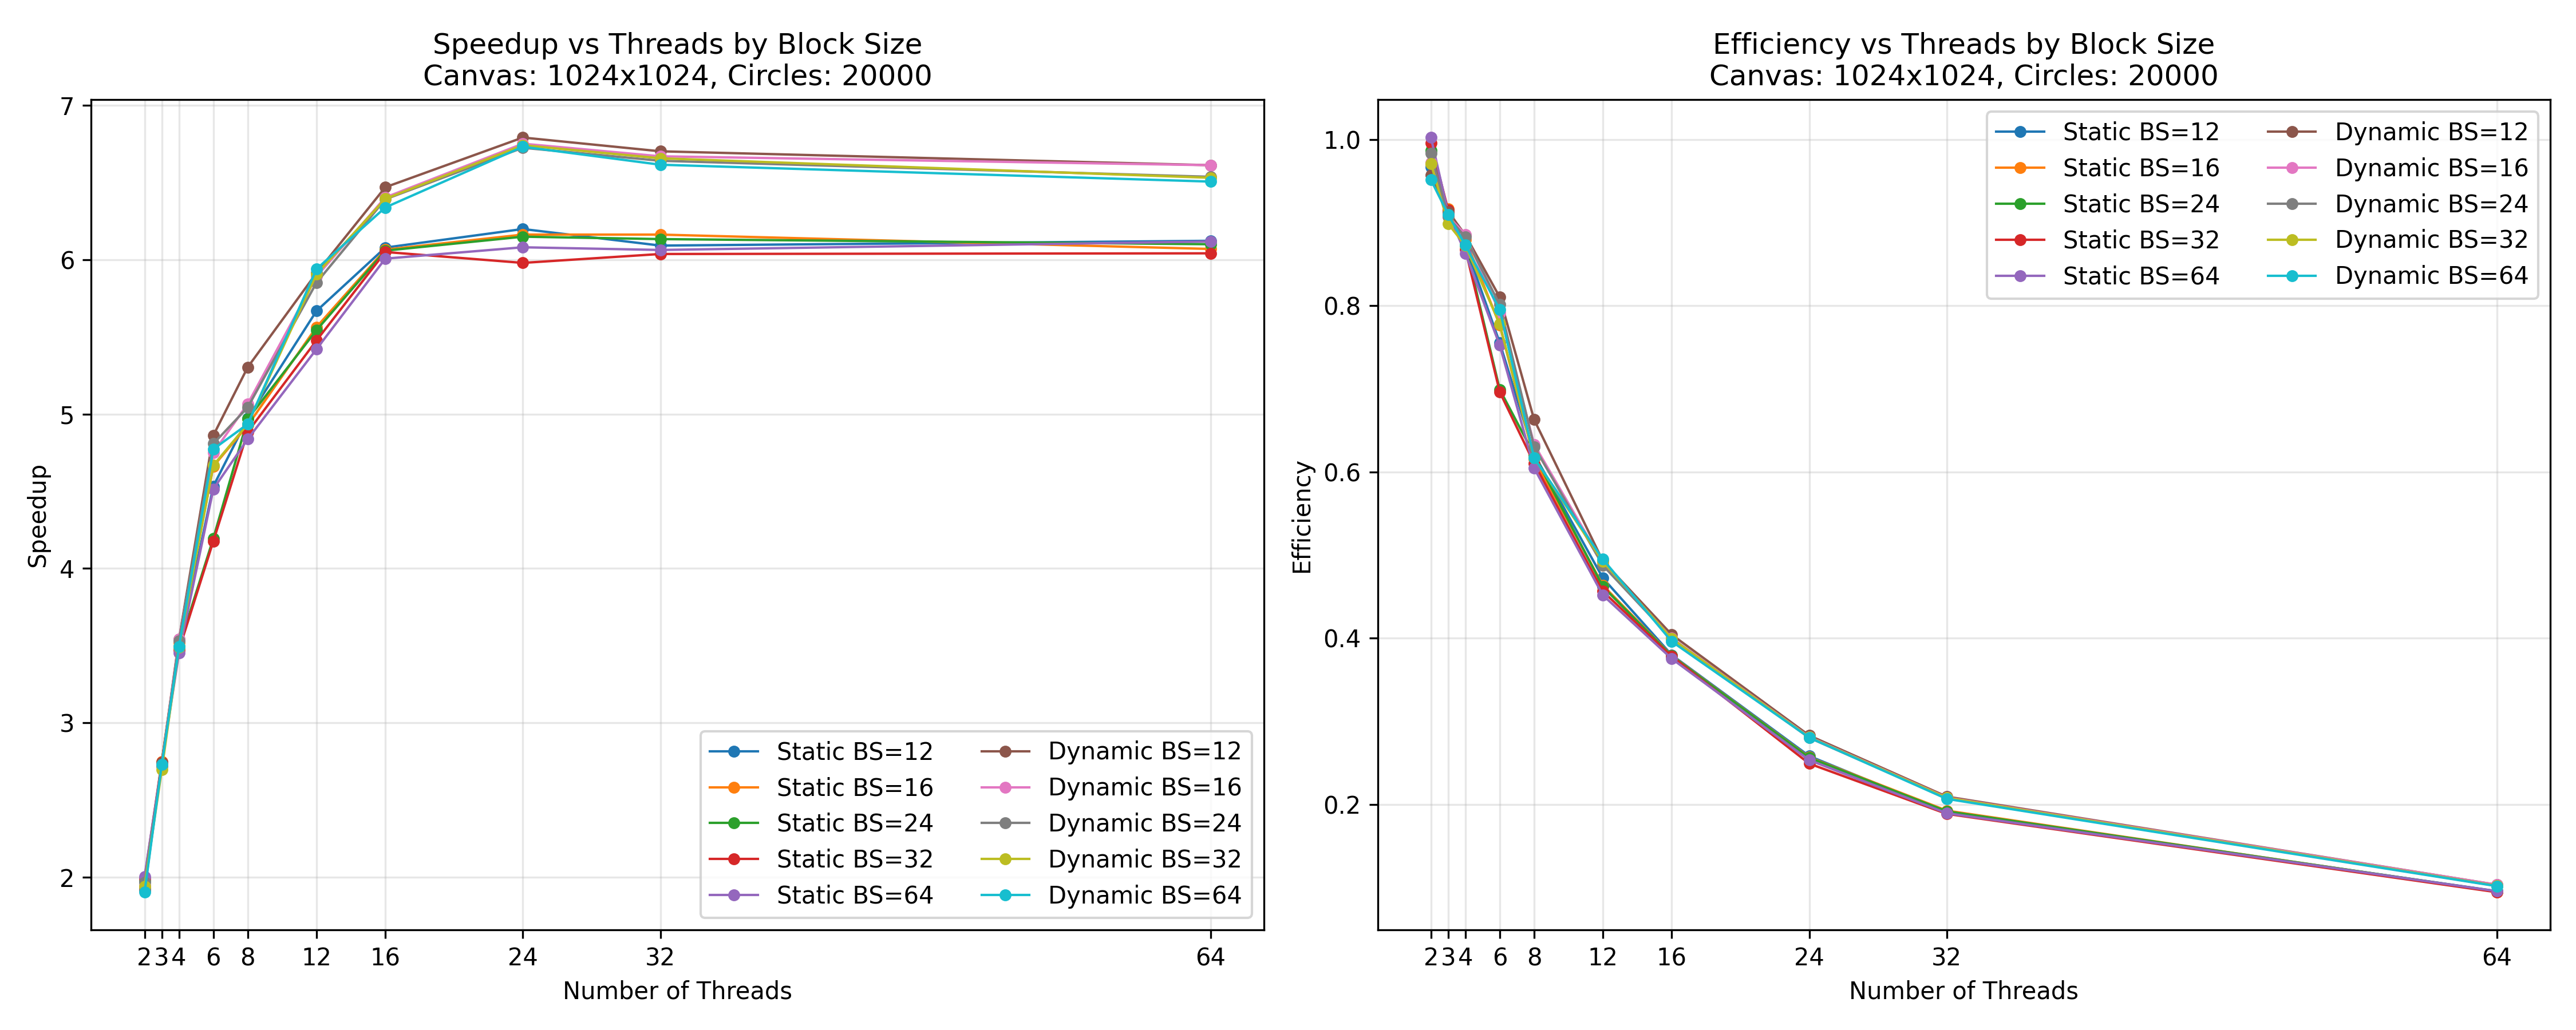 Speedup vs Threads by Block Size
Canvas: 1024x1024, Circles: 20000
7
6
5
4
3
2
Speedup
2 3 4 6 8 12 16 24 32 64
Number of Threads
Static BS=12 Dynamic BS=12
Static BS=16 Dynamic BS=16
Static BS=24 Dynamic BS=24
Static BS=32 Dynamic BS=32
Static BS=64 Dynamic BS=64
Efficiency vs Threads by Block Size
Canvas: 1024x1024, Circles: 20000
1.0
0.8
0.6
0.4
0.2
Efficiency
2 3 4 6 8 12 16 24 32 64
Number of Threads
Static BS=12 Dynamic BS=12
Static BS=16 Dynamic BS=16
Static BS=24 Dynamic BS=24
Static BS=32 Dynamic BS=32
Static BS=64 Dynamic BS=64